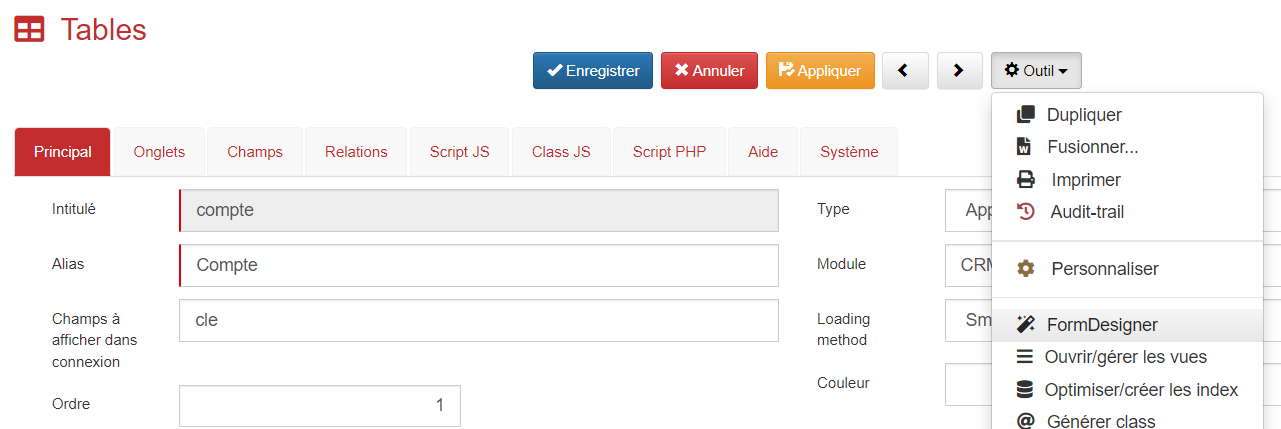 Tables
Enregistrer Annuler Appliquer Outil
Dupliquer
Fusionner...
Imprimer
Audit-trail
Personnaliser
FormDesigner
Ouvrir/gérer les vues
Optimiser/créer les index
Générer class
Principal Onglets Champs Relations Script JS Class JS Script PHP Aide Système
Intitulé compte
Alias Compte
Champs à
afficher dans
connexion
cle
Ordre 1
Type App
Module CRM
Loading
method
Sm
Couleur